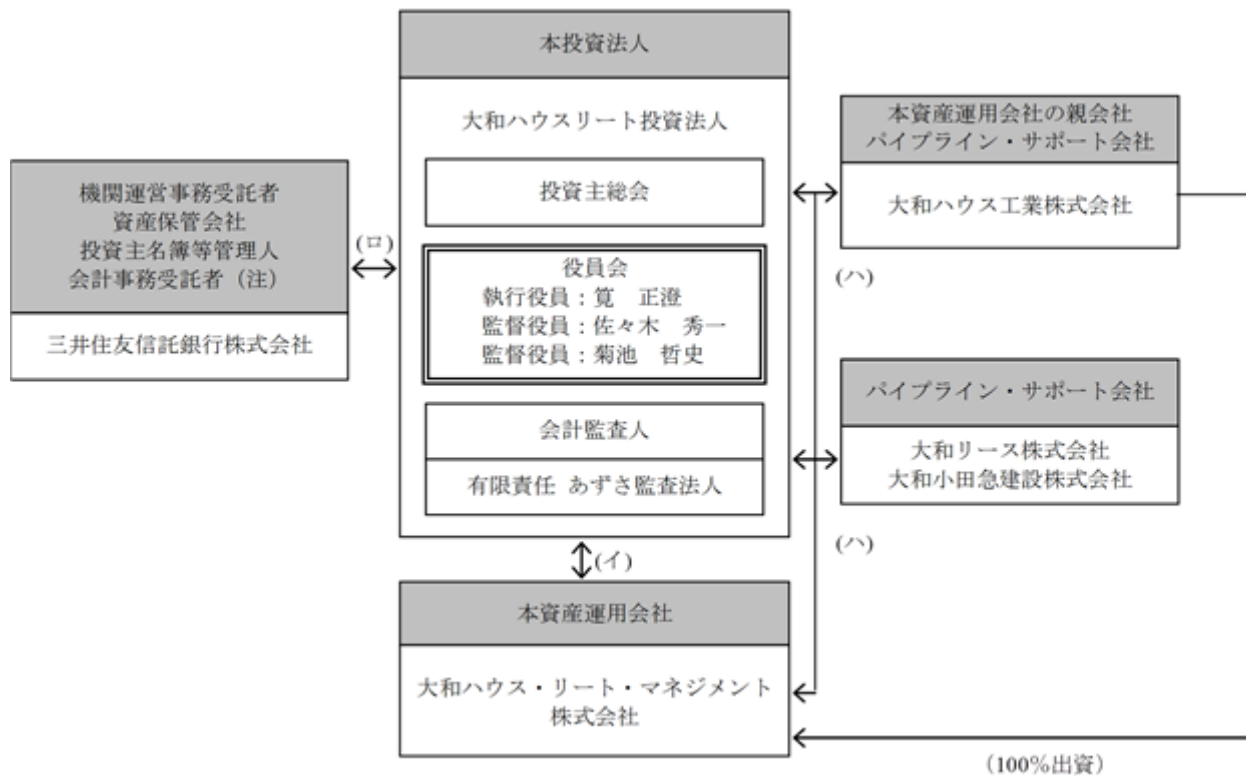 本投資法人
大和ハウスリート投資法人
投資主総会
役員会
執行役員：筧　正澄
監督役員：佐々木　秀一
監督役員：菊池　哲史
会計監査人
有限責任 あずさ監査法人
機関運営事務受託者
資産保管会社
投資主名簿等管理人
会計事務受託者（注）
三井住友信託銀行株式会社
(ロ)
本資産運用会社の親会社
パイプライン・サポート会社
大和ハウス工業株式会社
(ハ)
パイプライン・サポート会社
大和リース株式会社
大和小田急建設株式会社
(ハ)
(イ)
本資産運用会社
大和ハウス・リート・マネジメント
株式会社
（100％出資）